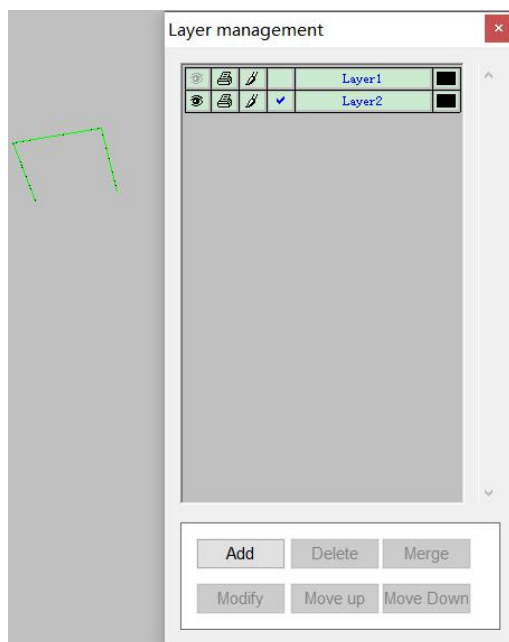 Layer management
Layer1
Layer2
Add Delete Merge
Modify Move up Move Down